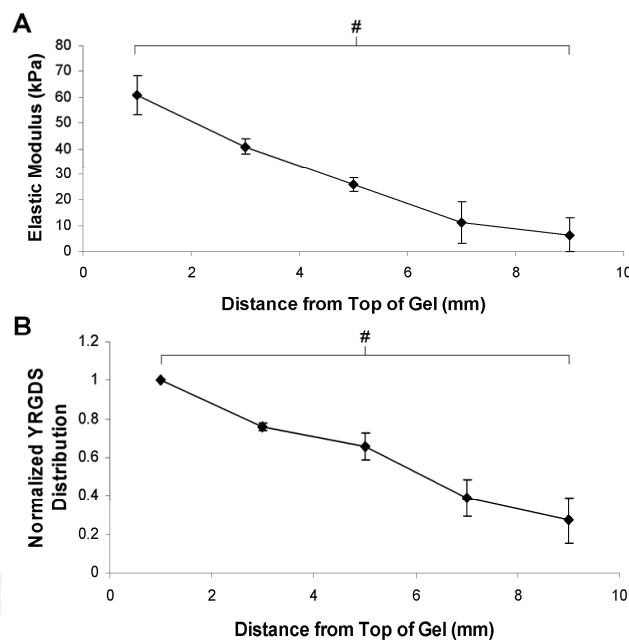 A
#
Elastic Modulus (kPa)
80
70
60
50
40
30
20
10
0
0 2 4 6 8 10
Distance from Top of Gel (mm)
B
#
Normalized YRGDS
Distribution
1.2
1
0.8
0.6
0.4
0.2
0
0 2 4 6 8 10
Distance from Top of Gel (mm)